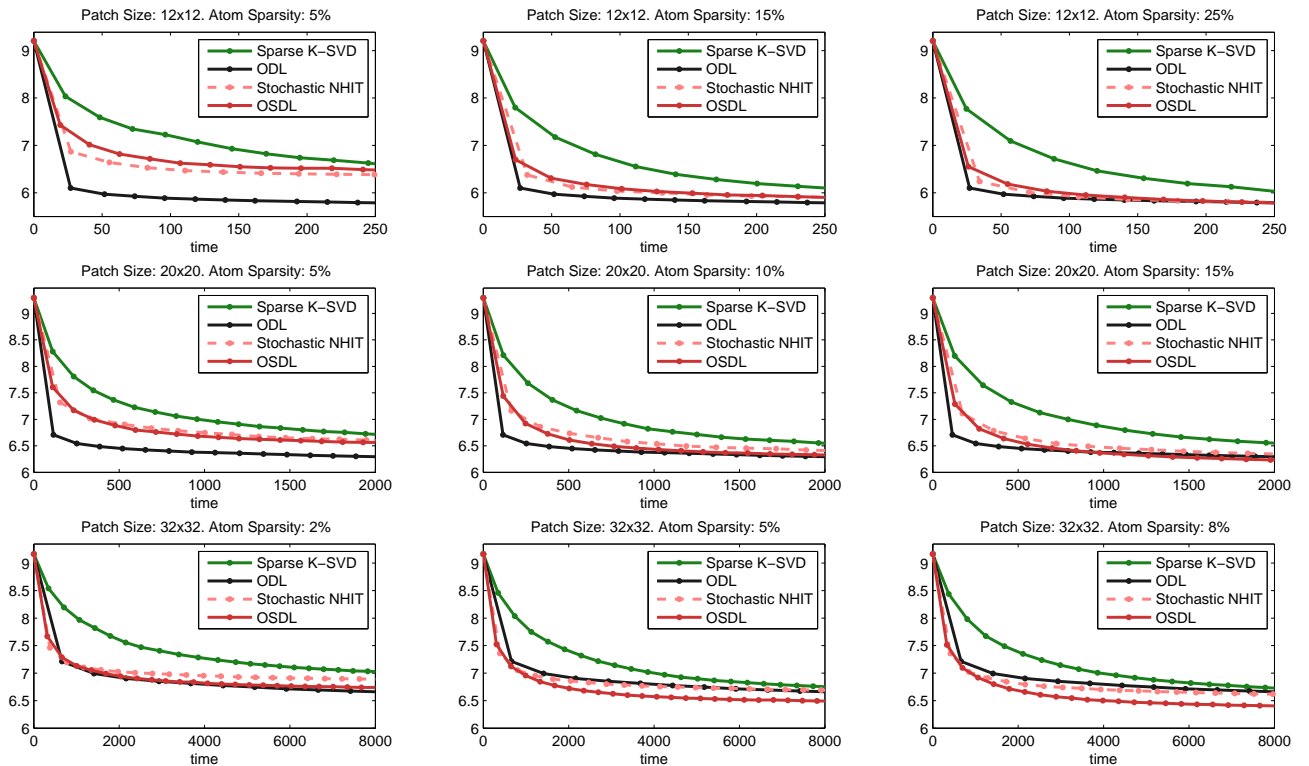 Patch Size: 12x12. Atom Sparsity: 5%
9
8
7
6
0
50
100
150
200
250
time
Sparse K−SVD
ODL
Stochastic NHIT
OSDL
Patch Size: 12x12. Atom Sparsity: 15%
9
8
7
6
0
50
100
150
200
250
time
Sparse K−SVD
ODL
Stochastic NHIT
OSDL
Patch Size: 12x12. Atom Sparsity: 25%
9
8
7
6
0
50
100
150
200
250
time
Sparse K−SVD
ODL
Stochastic NHIT
OSDL
Patch Size: 20x20. Atom Sparsity: 5%
9
8.5
8
7.5
7
6.5
6
0
500
1000
1500
2000
time
Sparse K−SVD
ODL
Stochastic NHIT
OSDL
Patch Size: 20x20. Atom Sparsity: 10%
9
8.5
8
7.5
7
6.5
6
0
500
1000
1500
2000
time
Sparse K−SVD
ODL
Stochastic NHIT
OSDL
Patch Size: 20x20. Atom Sparsity: 15%
9
8.5
8
7.5
7
6.5
6
0
500
1000
1500
2000
time
Sparse K−SVD
ODL
Stochastic NHIT
OSDL
Patch Size: 32x32. Atom Sparsity: 2%
9
8.5
8
7.5
7
6.5
6
0
2000
4000
6000
8000
time
Sparse K−SVD
ODL
Stochastic NHIT
OSDL
Patch Size: 32x32. Atom Sparsity: 5%
9
8.5
8
7.5
7
6.5
6
0
2000
4000
6000
8000
time
Sparse K−SVD
ODL
Stochastic NHIT
OSDL
Patch Size: 32x32. Atom Sparsity: 8%
9
8.5
8
7.5
7
6.5
6
0
2000
4000
6000
8000
time
Sparse K−SVD
ODL
Stochastic NHIT
OSDL